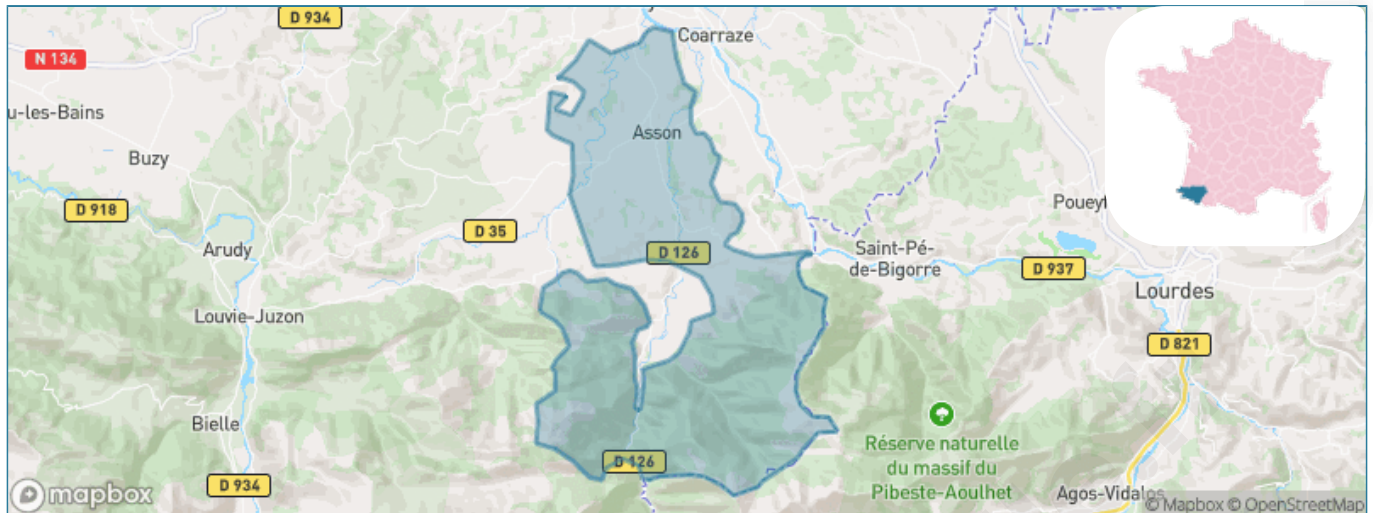 D 934
Coarraze
N 134
u-les-Bains
Asson
Buzy
D 918
Pouey
D 35
Arudy
D 126
Saint-Pé-
de-Bigorre
D 937
Lourdes
Louvie-Juzon
D 821
Bielle
Réserve naturelle
du massif du
Pibeste-Aoulhet
D 126
D 934
Agos-Vidalos
mapbox
© Mapbox © OpenStreetMap